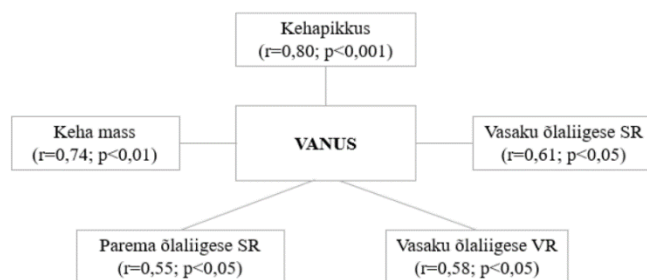 Kehapikkus
(r=0,80; p<0,001)
Keha mass
(r=0,74; p<0,01)
VANUS
Vasaku õlaliigese SR
(r=0,61; p<0,05)
Parema õlaliigese SR
(r=0,55; p<0,05)
Vasaku õlaliigese VR
(r=0,58; p<0,05)